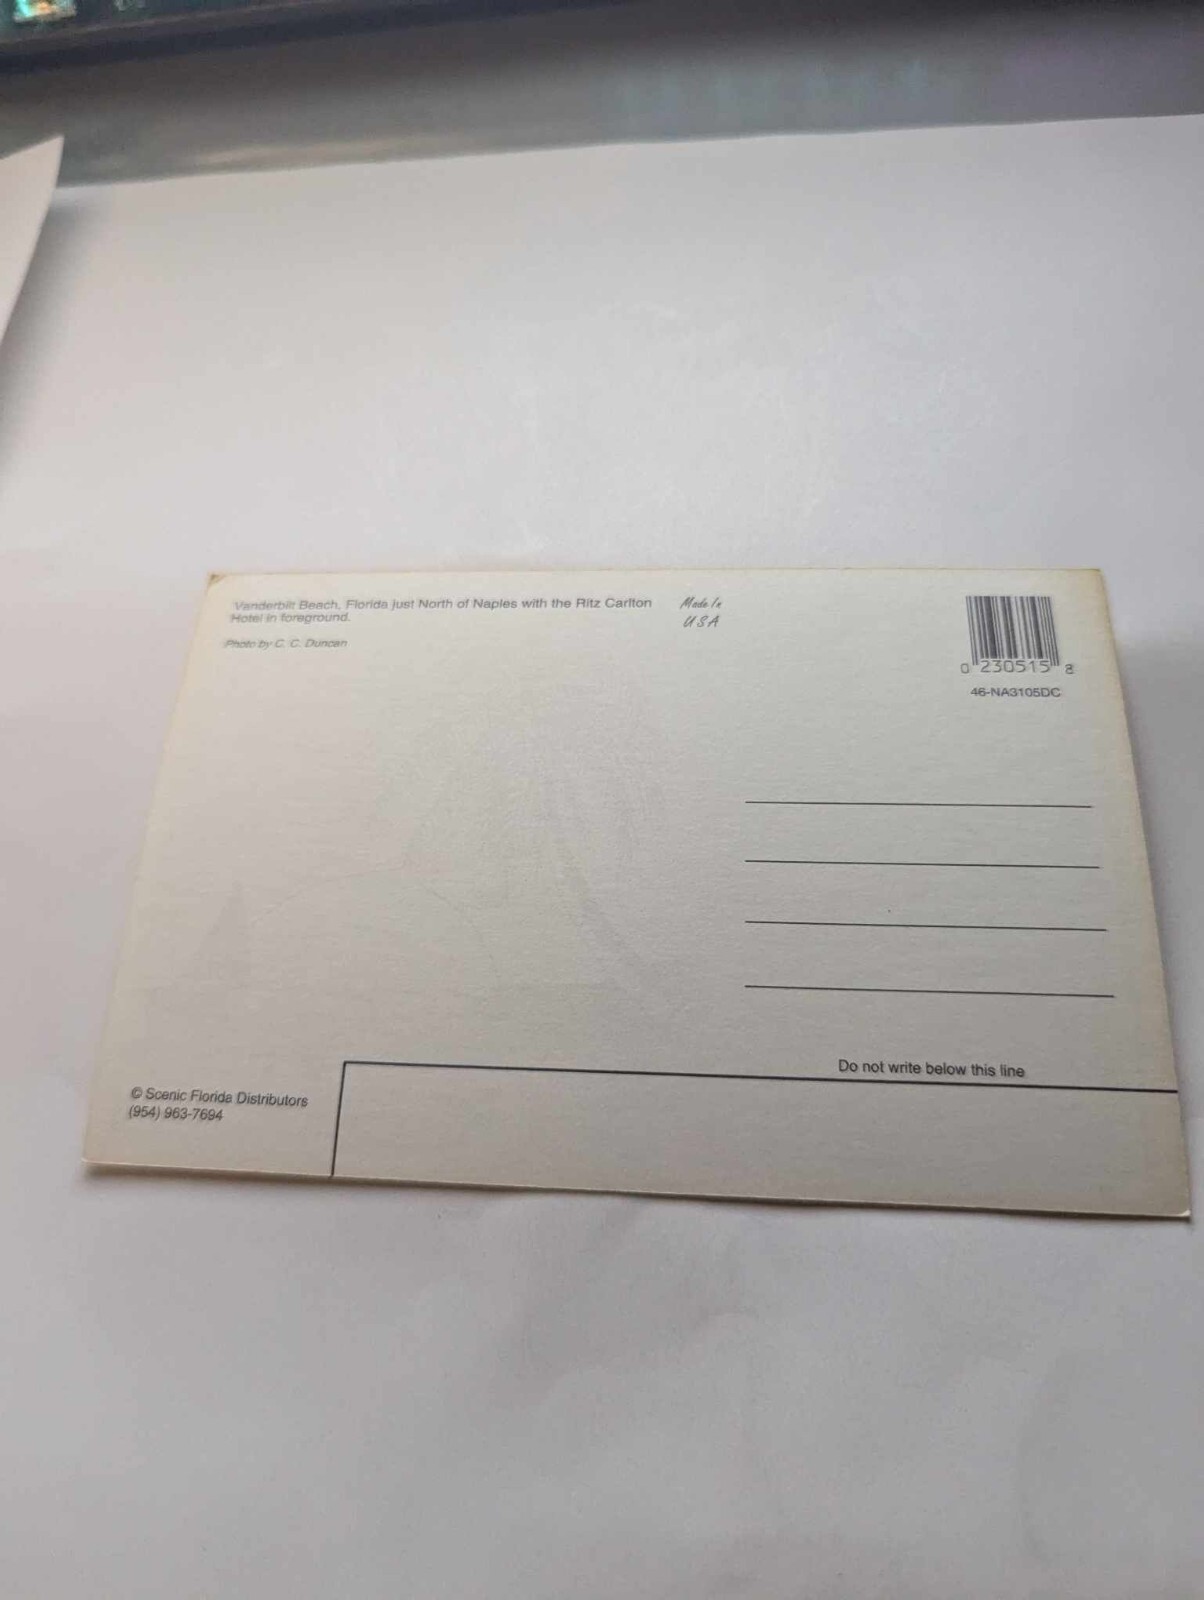 Vanderbilt Beach, Florida just North of Naples with the Ritz Carlton
Hotel in foreground.
Photo by C. C. Duncan
Made In
USA
0 230515 8
46-NA3105DC
Do not write below this line
© Scenic Florida Distributors
(954) 963-7694